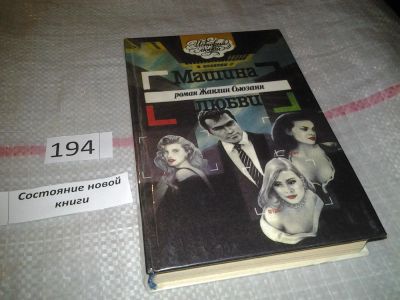 Машина
роман Жаклин Сьюзанн
любви
194
Состояние новой
книги